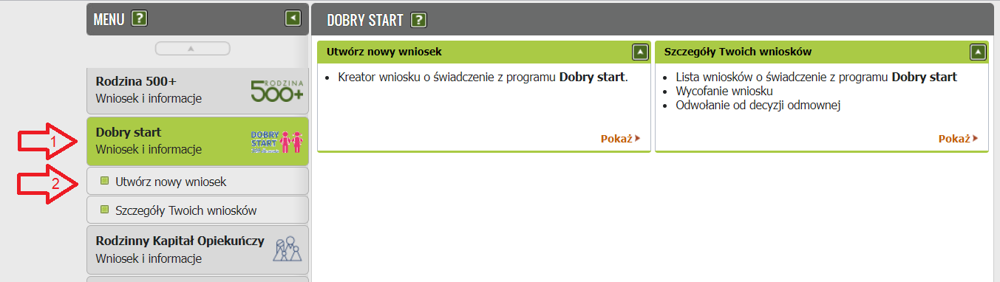 MENU ?
Rodzina 500+
Wniosek i informacje
RODZINA
500+
1
Dobry start
Wniosek i informacje
DOBRY
START
2
Utwórz nowy wniosek
Szczegóły Twoich wniosków
Rodzinny Kapitał Opiekuńczy
Wniosek i informacje
DOBRY START ?
Utwórz nowy wniosek
• Kreator wniosku o świadczenie z programu Dobry start.
Pokaż
Szczegóły Twoich wniosków
• Lista wniosków o świadczenie z programu Dobry start
• Wycofanie wniosku
• Odwołanie od decyzji odmownej
Pokaż